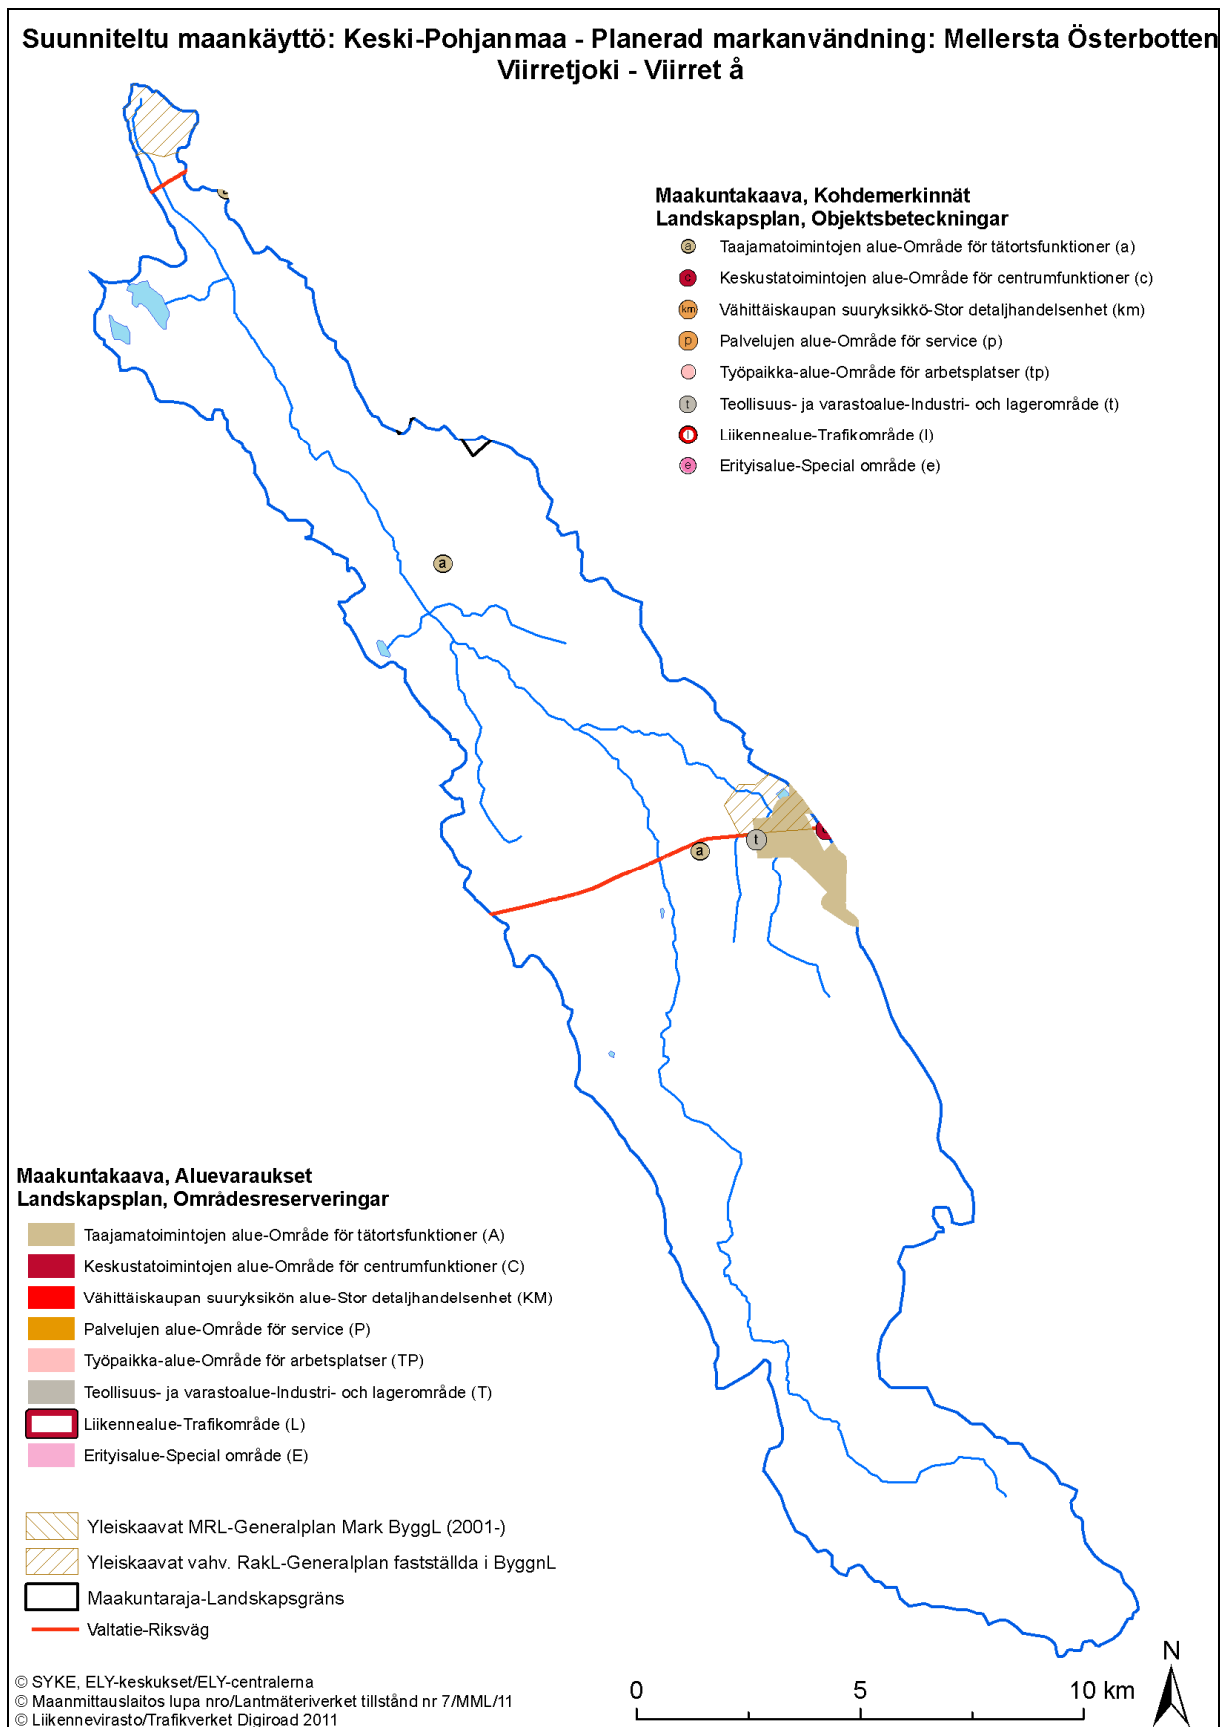 Suunniteltu maankäyttö: Keski-Pohjanmaa - Planerad markanvändning: Mellersta Österbotten
Viirretjoki - Viirret å
Maakuntakaava, Kohdemerkinnät
Landskapsplan, Objektsbeteckningar
a Taajamatoimintojen alue-Område för tätortsfunktioner (a)
c Keskustatoimintojen alue-Område för centrumfunktioner (c)
km Vähittäiskaupan suuryksikkö-Stor detaljhandelsenhet (km)
p Palvelujen alue-Område för service (p)
Työpaikka-alue-Område för arbetsplatser (tp)
t Teollisuus- ja varastoalue-Industri- och lagerområde (t)
l Liikennealue-Trafikområde (l)
e Erityisalue-Special område (e)
a
t
a
Maakuntakaava, Aluevaraukset
Landskapsplan, Områdesreserveringar
Taajamatoimintojen alue-Område för tätortsfunktioner (A)
Keskustatoimintojen alue-Område för centrumfunktioner (C)
Vähittäiskaupan suuryksikön alue-Stor detaljhandelsenhet (KM)
Palvelujen alue-Område för service (P)
Työpaikka-alue-Område för arbetsplatser (TP)
Teollisuus- ja varastoalue-Industri- och lagerområde (T)
Liikennealue-Trafikområde (L)
Erityisalue-Special område (E)
Yleiskaavat MRL-Generalplan Mark ByggL (2001-)
Yleiskaavat vahv. RakL-Generalplan fastställda i ByggnL
Maakuntaraja-Landskapsgräns
Valtatie-Riksväg
© SYKE, ELY-keskukset/ELY-centralerna
© Maanmittauslaitos lupa nro/Lantmäteriverket tillstånd nr 7/MML/11
© Liikennevirasto/Trafikverket Digiroad 2011
0 5 10 km
N